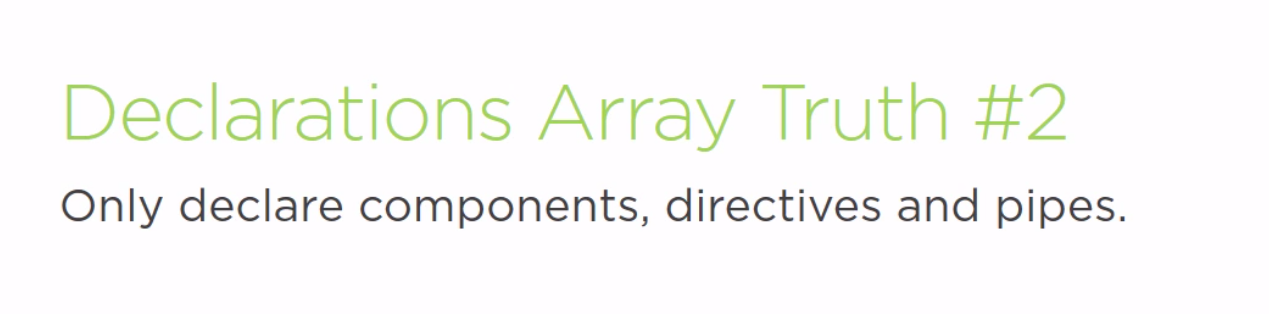 Declarations Array Truth #2
Only declare components, directives and pipes.